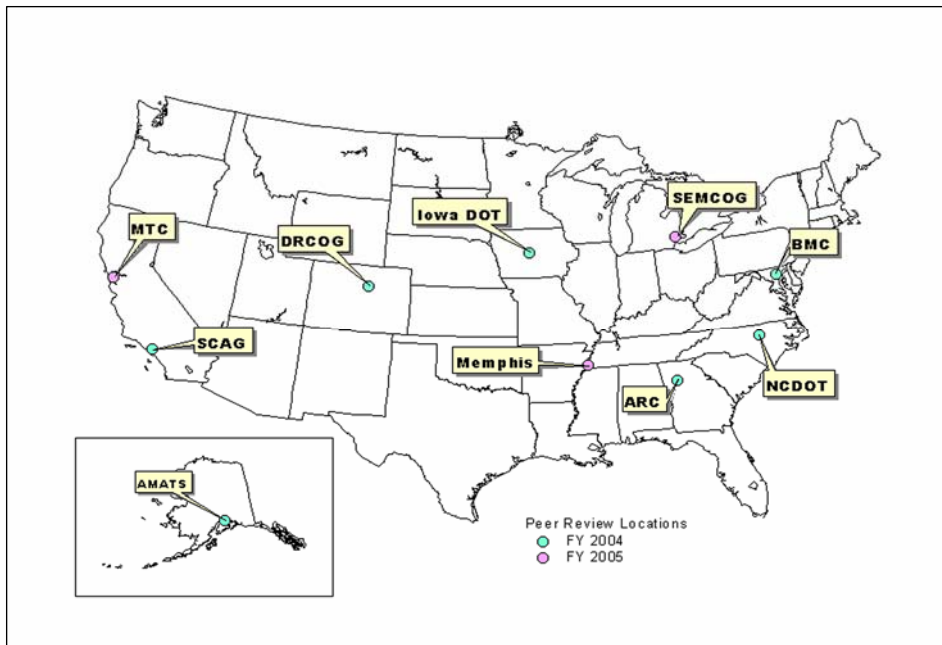 SEMCOG
Iowa DOT
MTC
DRCOG
BMC
SCAG
Memphis
NCDOT
ARC
AMATS
Peer Review Locations
FY 2004
FY 2005